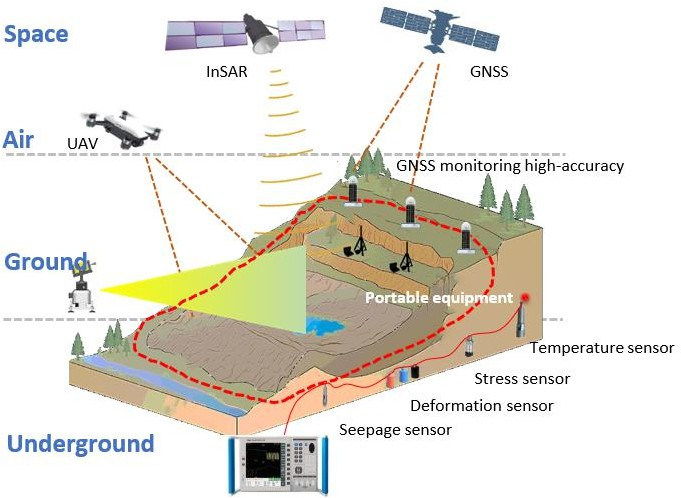 Space
InSAR
GNSS
Air
UAV
GNSS monitoring high-accuracy
Ground
Portable equipment
Temperature sensor
Stress sensor
Deformation sensor
Seepage sensor
Underground